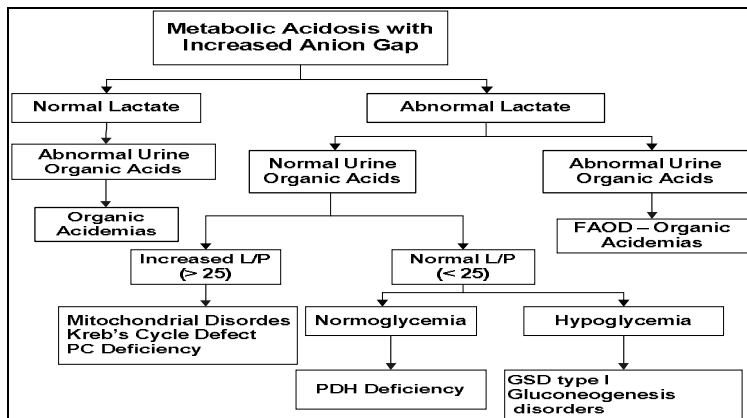 Metabolic Acidosis with
Increased Anion Gap
Normal Lactate
Abnormal Lactate
Abnormal Urine
Organic Acids
Normal Urine
Organic Acids
Abnormal Urine
Organic Acids
Organic
Acidemias
FAOD – Organic
Acidemias
Increased L/P
(> 25)
Normal L/P
(< 25)
Mitochondrial Disordes
Kreb's Cycle Defect
PC Deficiency
Normoglycemia
Hypoglycemia
PDH Deficiency
GSD type I
Gluconeogenesis
disorders